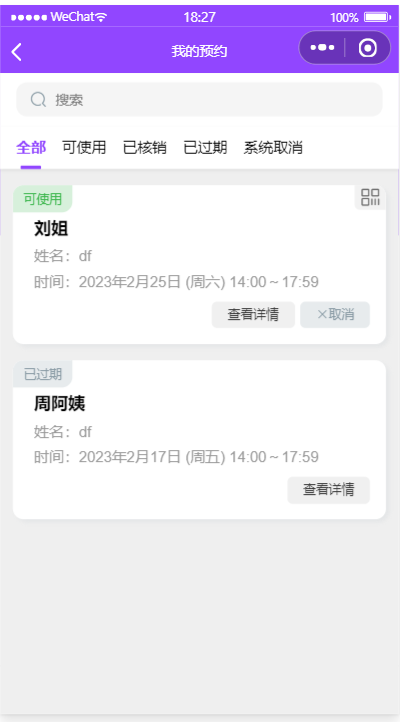 WeChat 18:27 100%
我的预约
搜索
全部 可使用 已核销 已过期 系统取消
可使用
刘姐
姓名：df
时间：2023年2月25日 (周六) 14:00～17:59
查看详情 ×取消
已过期
周阿姨
姓名：df
时间：2023年2月17日 (周五) 14:00～17:59
查看详情